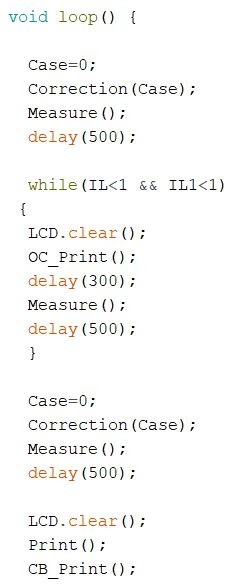 void loop() {
Case=0;
Correction(Case);
Measure();
delay(500);
while(IL<1 && IL1<1)
{
LCD.clear();
OC_Print();
delay(300);
Measure();
delay(500);
}
Case=0;
Correction(Case);
Measure();
delay(500);
LCD.clear();
Print();
CB_Print();